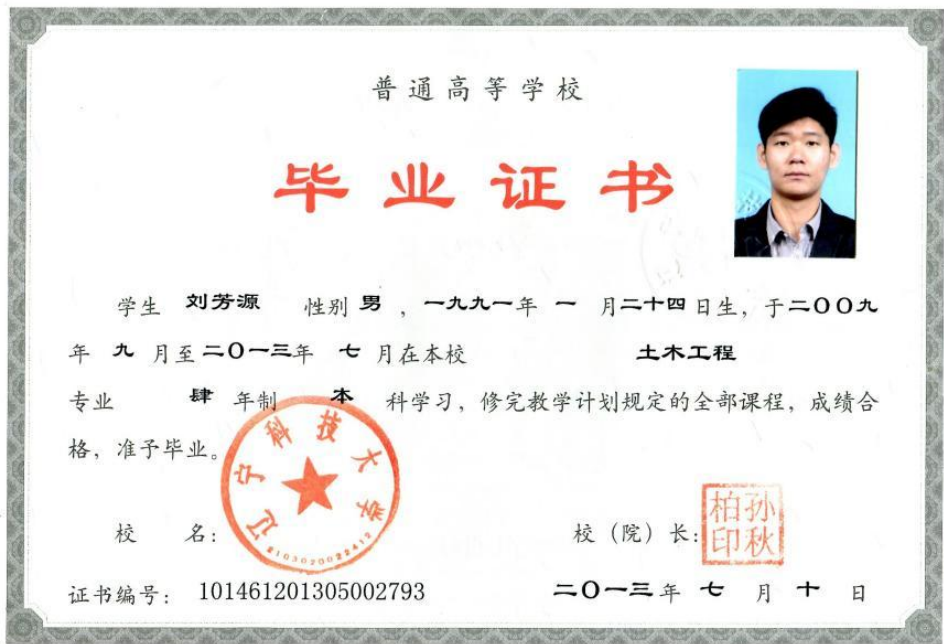 普通高等学校
毕业证书
学生 刘芳源 性别 男 ，一九九一年 一 月二十四日生，于二〇〇九
年 九 月至二〇一三年 七 月在本校 土木工程
专业 肆 年制 本 科学习，修完教学计划规定的全部课程，成绩合
格，准予毕业。
辽宁科技大学
2103020022412
校 名： 校（院）长：
孙秋柏印
证书编号： 101461201305002793 二〇一三年 七 月 十 日